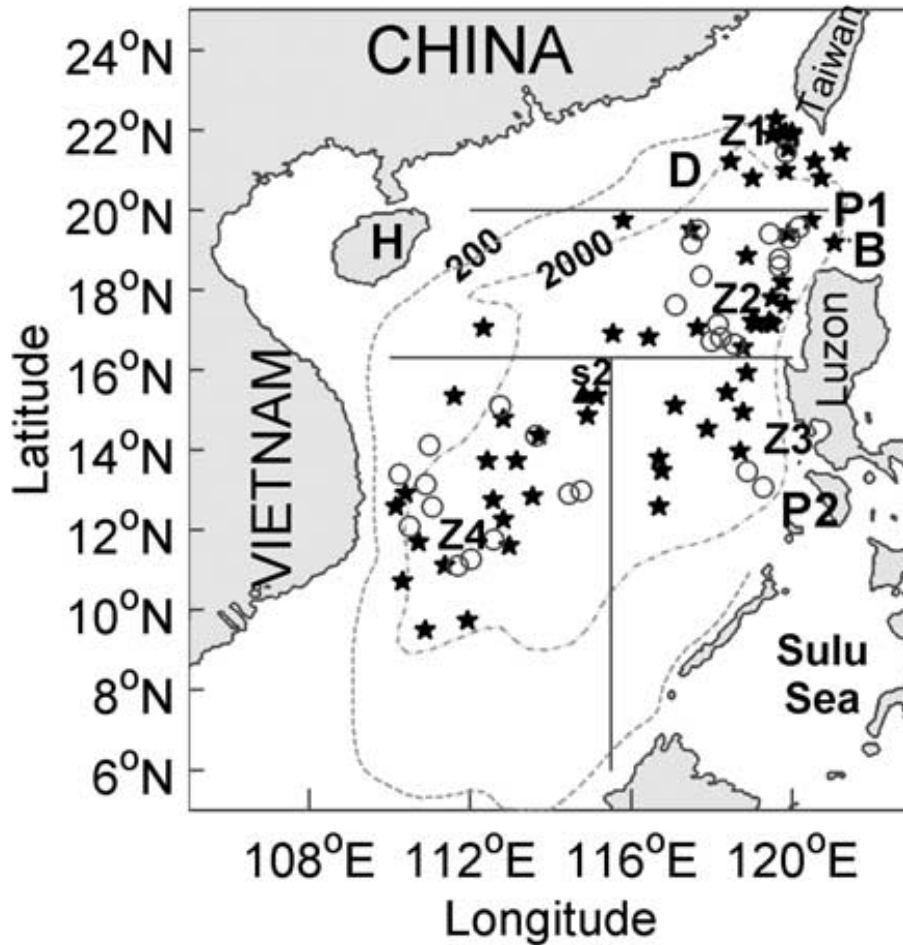 24°N
22°N
20°N
18°N
16°N
14°N
12°N
10°N
8°N
6°N
Latitude
CHINA
Taiwan
Z1
D
P1
H
200
2000
B
Z2
Luzon
s2
VIETNAM
Z3
P2
Z4
Sulu
Sea
108°E 112°E 116°E 120°E
Longitude